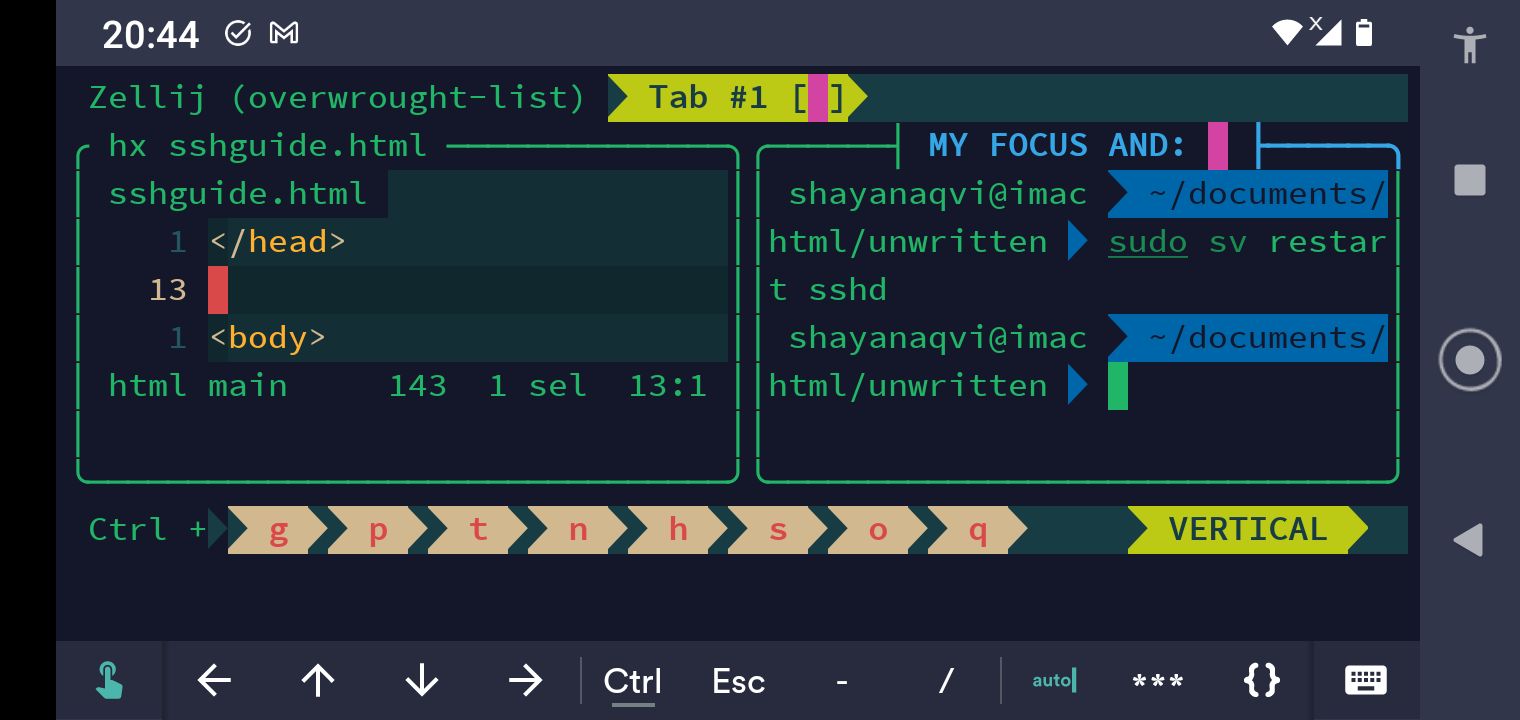 20:44
Zellij (overwrought-list) Tab #1 [ ]
hx sshguide.html
sshguide.html
1 </head>
13
1 <body>
html main 143 1 sel 13:1
MY FOCUS AND:
shayanaqvi@imac ~/documents/
html/unwritten sudo sv restar
t sshd
shayanaqvi@imac ~/documents/
html/unwritten
Ctrl + g p t n h s o q VERTICAL
Ctrl Esc - / auto *** {}